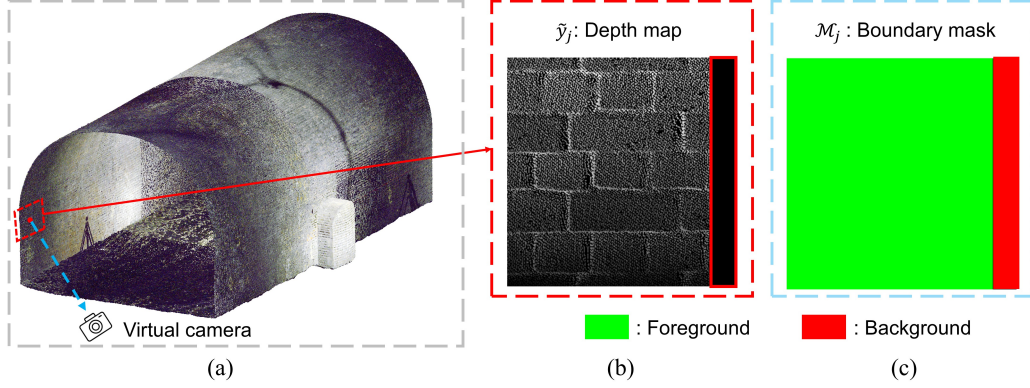 ỹⱼ: Depth map
ℳⱼ : Boundary mask
Virtual camera
: Foreground
: Background
(a)
(b)
(c)